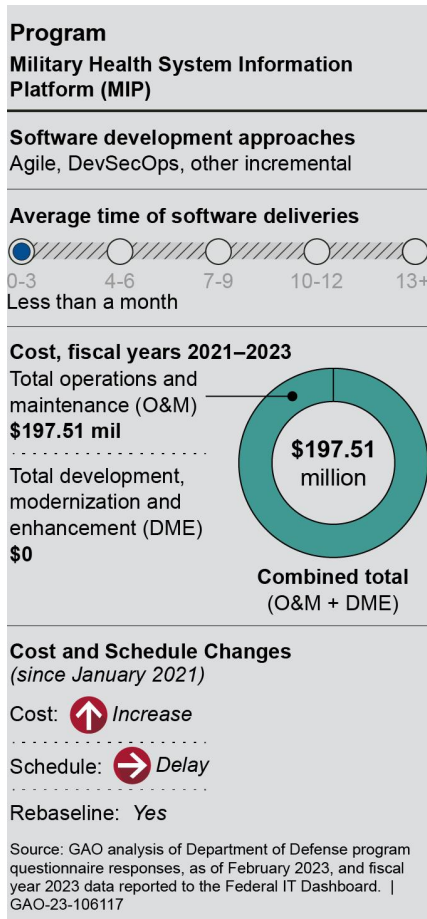 Program
Military Health System Information
Platform (MIP)
Software development approaches
Agile, DevSecOps, other incremental
Average time of software deliveries
0-3 4-6 7-9 10-12 13+
Less than a month
Cost, fiscal years 2021–2023
Total operations and
maintenance (O&M)
$197.51 mil
Total development,
modernization and
enhancement (DME)
$0
$197.51
million
Combined total
(O&M + DME)
Cost and Schedule Changes
(since January 2021)
Cost: Increase
Schedule: Delay
Rebaseline: Yes
Source: GAO analysis of Department of Defense program
questionnaire responses, as of February 2023, and fiscal
year 2023 data reported to the Federal IT Dashboard. |
GAO-23-106117